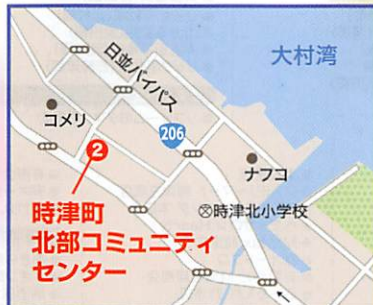 大村湾
日並バイパス
コメリ
206
2
ナフコ
時津北小学校
時津町
北部コミュニティ
センター